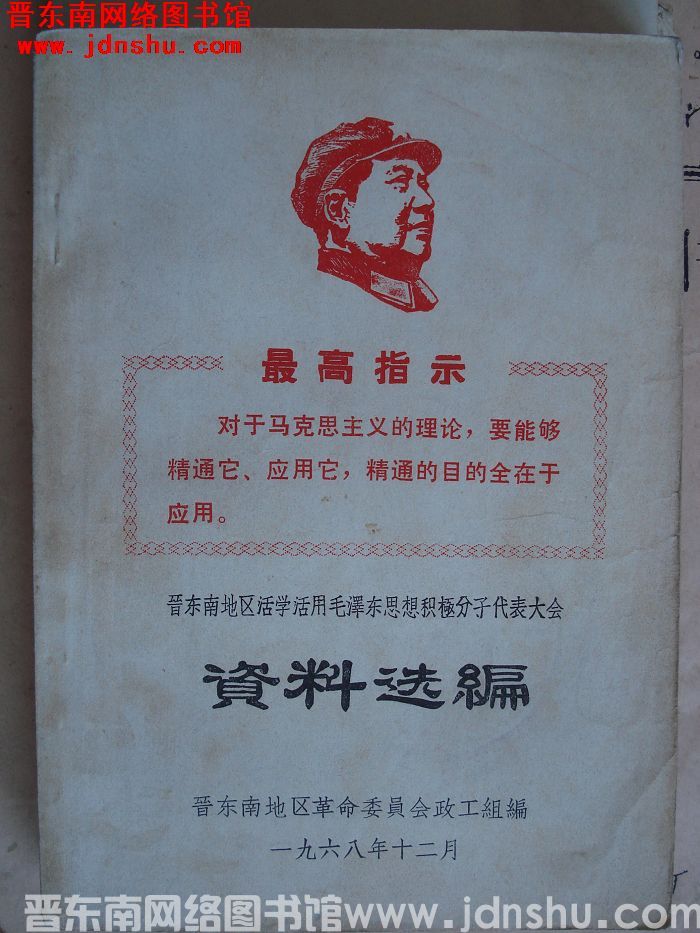 晋东南网络图书馆
www.jdnshu.com
最高指示
对于马克思主义的理论，要能够
精通它、应用它，精通的目的全在于
应用。
晉东南地区活学活用毛澤东思想积極分子代表大会
資料选編
晉东南地区革命委員会政工組編
一九六八年十二月
晋东南网络图书馆www.jdnshu.com